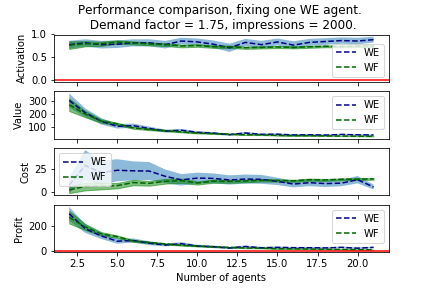 Performance comparison, fixing one WE agent.
Demand factor = 1.75, impressions = 2000.
Activation
1.0
0.5
0.0
WE
WF
Value
300
200
100
WE
WF
Cost
25
0
WE
WF
Profit
200
0
WE
WF
2.5 5.0 7.5 10.0 12.5 15.0 17.5 20.0
Number of agents